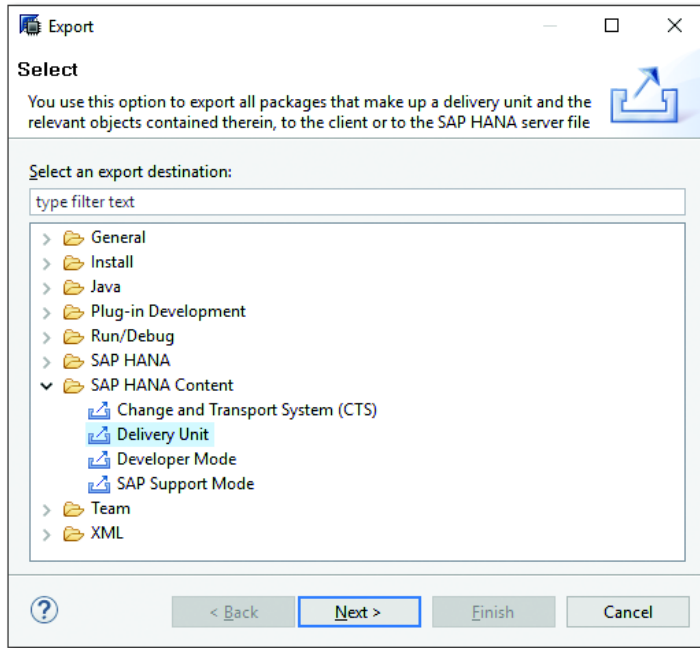 Export
Select
You use this option to export all packages that make up a delivery unit and the
relevant objects contained therein, to the client or to the SAP HANA server file
Select an export destination:
type filter text
General
Install
Java
Plug-in Development
Run/Debug
SAP HANA
SAP HANA Content
Change and Transport System (CTS)
Delivery Unit
Developer Mode
SAP Support Mode
Team
XML
? < Back Next > Finish Cancel